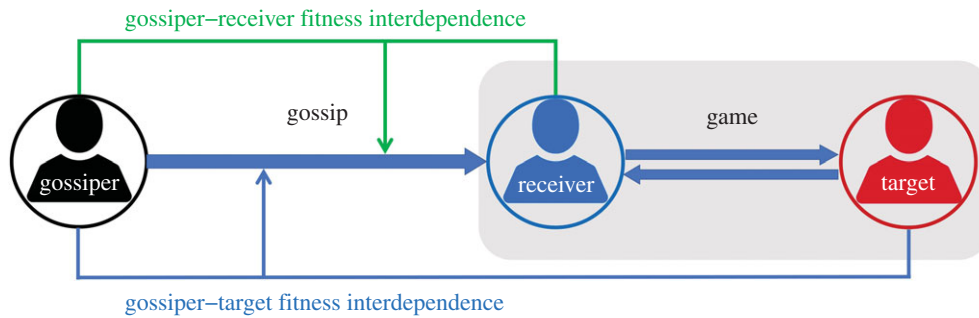 gossiper–receiver fitness interdependence
gossip
game
gossiper
receiver
target
gossiper–target fitness interdependence